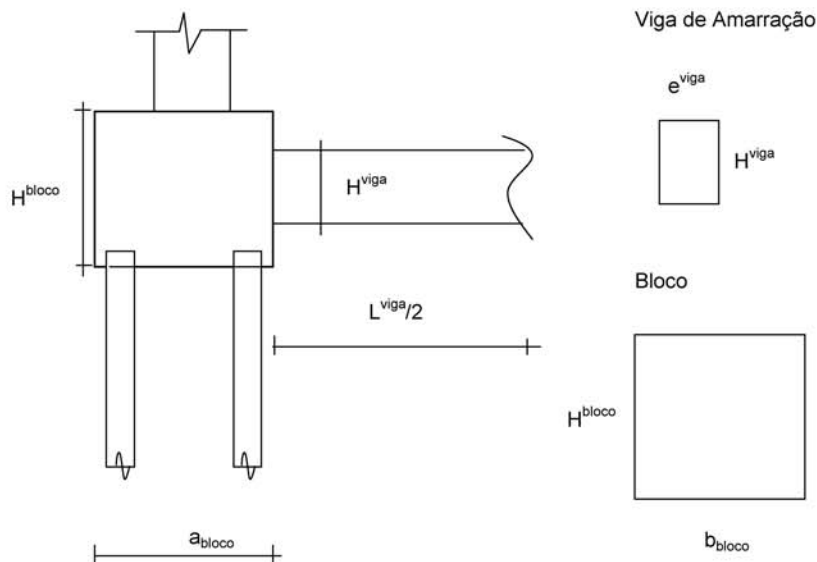 Viga de Amarração
e^viga
H^viga
H^bloco
H^viga
L^viga/2
Bloco
H^bloco
a_bloco
b_bloco